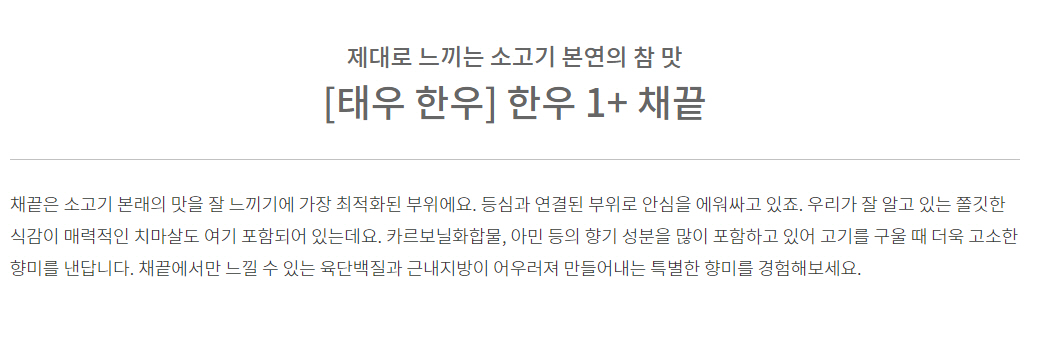 제대로 느끼는 소고기 본연의 참 맛
[태우 한우] 한우 1+ 채끝
채끝은 소고기 본래의 맛을 잘 느끼기에 가장 최적화된 부위에요. 등심과 연결된 부위로 안심을 에워싸고 있죠. 우리가 잘 알고 있는 쫄깃한
식감이 매력적인 치마살도 여기 포함되어 있는데요. 카르보닐화합물, 아민 등의 향기 성분을 많이 포함하고 있어 고기를 구울 때 더욱 고소한
향미를 낸답니다. 채끝에서만 느낄 수 있는 육단백질과 근내지방이 어우러져 만들어내는 특별한 향미를 경험해보세요.